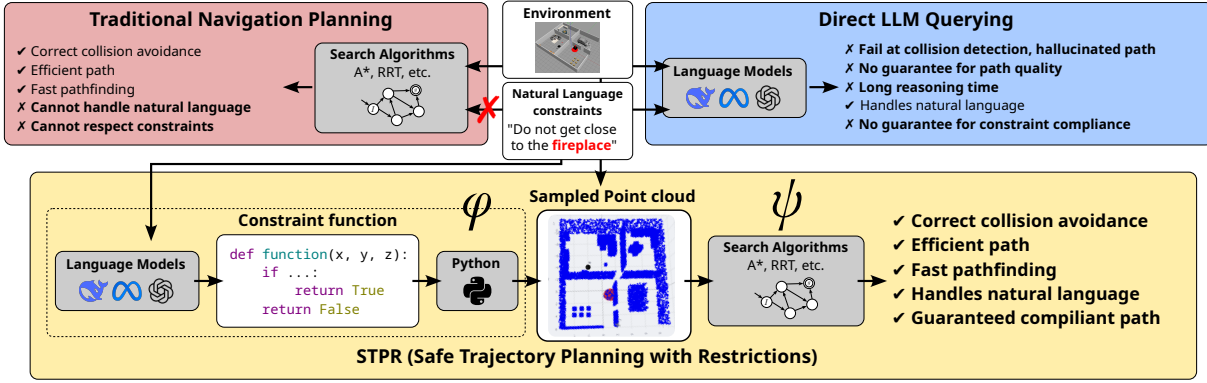 Traditional Navigation Planning
✔ Correct collision avoidance
✔ Efficient path
✔ Fast pathfinding
✗ Cannot handle natural language
✗ Cannot respect constraints
Search Algorithms
A*, RRT, etc.
Environment
Natural Language
constraints
"Do not get close
to the fireplace"
Direct LLM Querying
Language Models
✗ Fail at collision detection, hallucinated path
✗ No guarantee for path quality
✗ Long reasoning time
✔ Handles natural language
✗ No guarantee for constraint compliance
Constraint function
φ
Language Models
def function(x, y, z):
if ...:
return True
return False
Python
Sampled Point cloud
ψ
Search Algorithms
A*, RRT, etc.
✔ Correct collision avoidance
✔ Efficient path
✔ Fast pathfinding
✔ Handles natural language
✔ Guaranteed compiliant path
STPR (Safe Trajectory Planning with Restrictions)